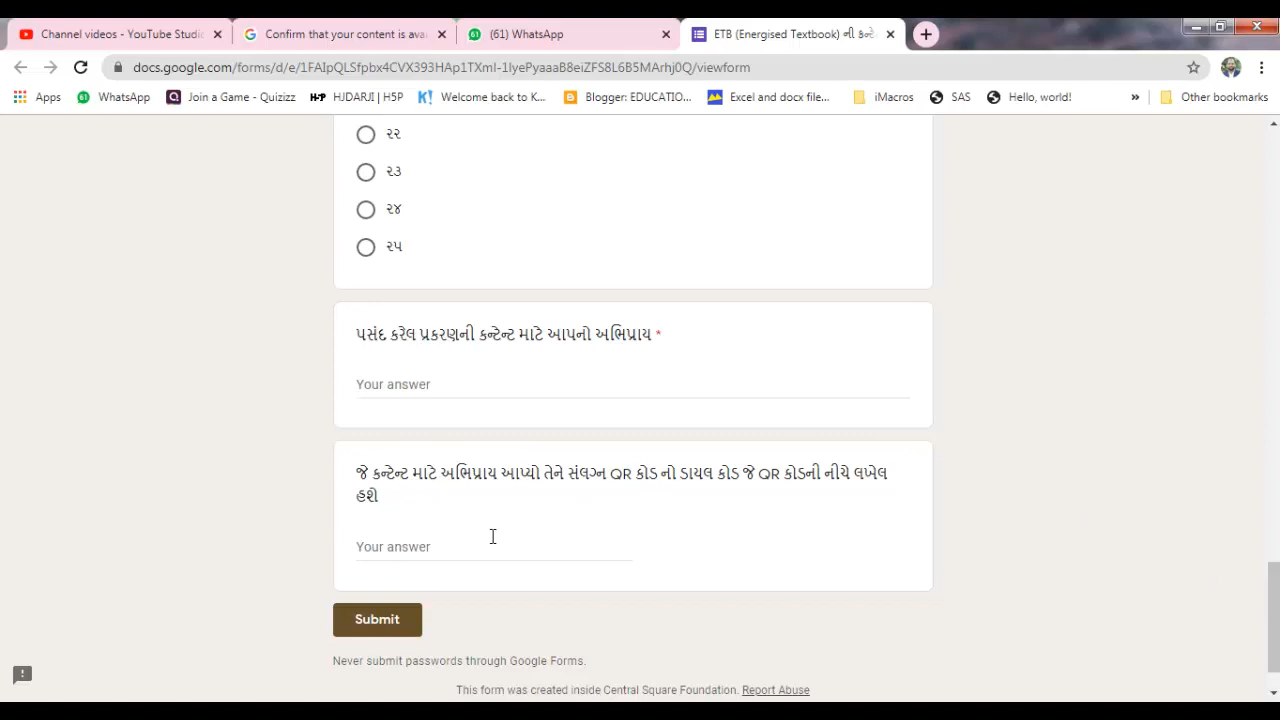 Channel videos - YouTube Studio
Confirm that your content is ava
61 (61) WhatsApp
ETB (Energised Textbook) ની કન્ટે
docs.google.com/forms/d/e/1FAIpQLSfpbx4CVX393HAp1TXmI-1IyePyaaaB8eiZFS8L6B5MArhj0Q/viewform
Apps
WhatsApp
Join a Game - Quizizz
H-P HJDARJI | H5P
K! Welcome back to K...
Blogger: EDUCATIO...
Excel and docx file...
iMacros
SAS
Hello, world!
»
Other bookmarks
૨૨
૨૩
૨૪
૨૫
પસંદ કરેલ પ્રકરણની કન્ટેન્ટ માટે આપનો અભિપ્રાય *
Your answer
જે કન્ટેન્ટ માટે અભિપ્રાય આપ્યો તેને સંલગ્ન QR કોડ નો ડાયલ કોડ જે QR કોડની નીચે લખેલ
હશે
Your answer
Submit
Never submit passwords through Google Forms.
This form was created inside Central Square Foundation. Report Abuse